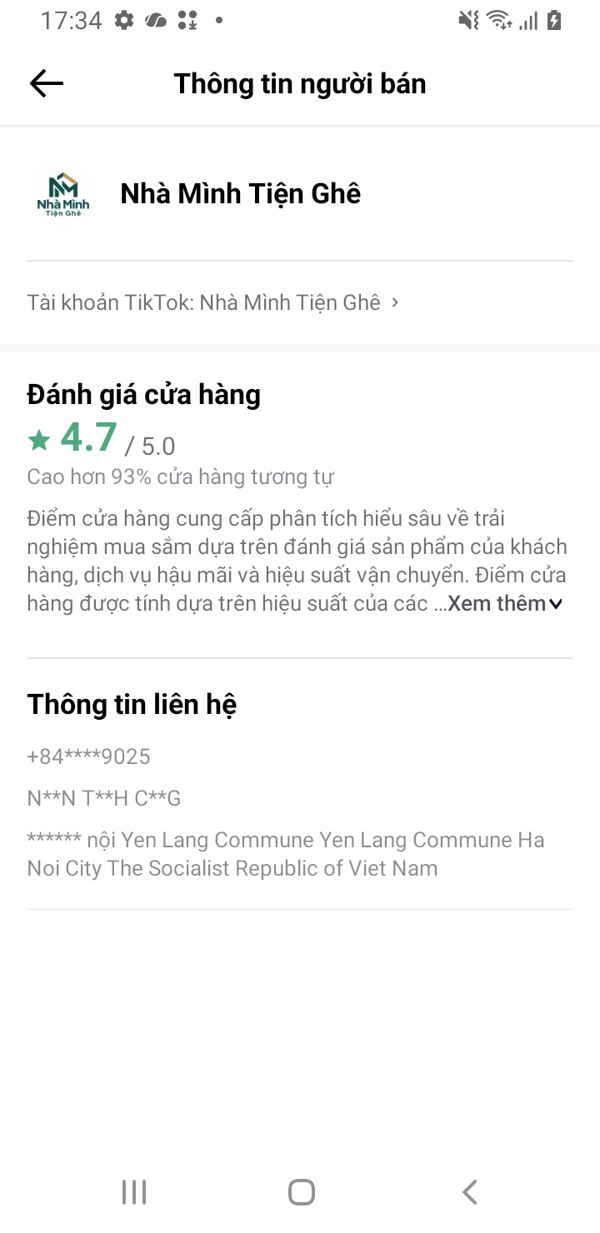 17:34
Thông tin người bán
Nhà Mình
Tiện Ghê
Nhà Mình Tiện Ghê
Tài khoản TikTok: Nhà Mình Tiện Ghê >
Đánh giá cửa hàng
4.7 / 5.0
Cao hơn 93% cửa hàng tương tự
Điểm cửa hàng cung cấp phân tích hiểu sâu về trải
nghiệm mua sắm dựa trên đánh giá sản phẩm của khách
hàng, dịch vụ hậu mãi và hiệu suất vận chuyển. Điểm cửa
hàng được tính dựa trên hiệu suất của các ...Xem thêm
Thông tin liên hệ
+84****9025
N**N T**H C**G
****** nội Yen Lang Commune Yen Lang Commune Ha
Noi City The Socialist Republic of Viet Nam